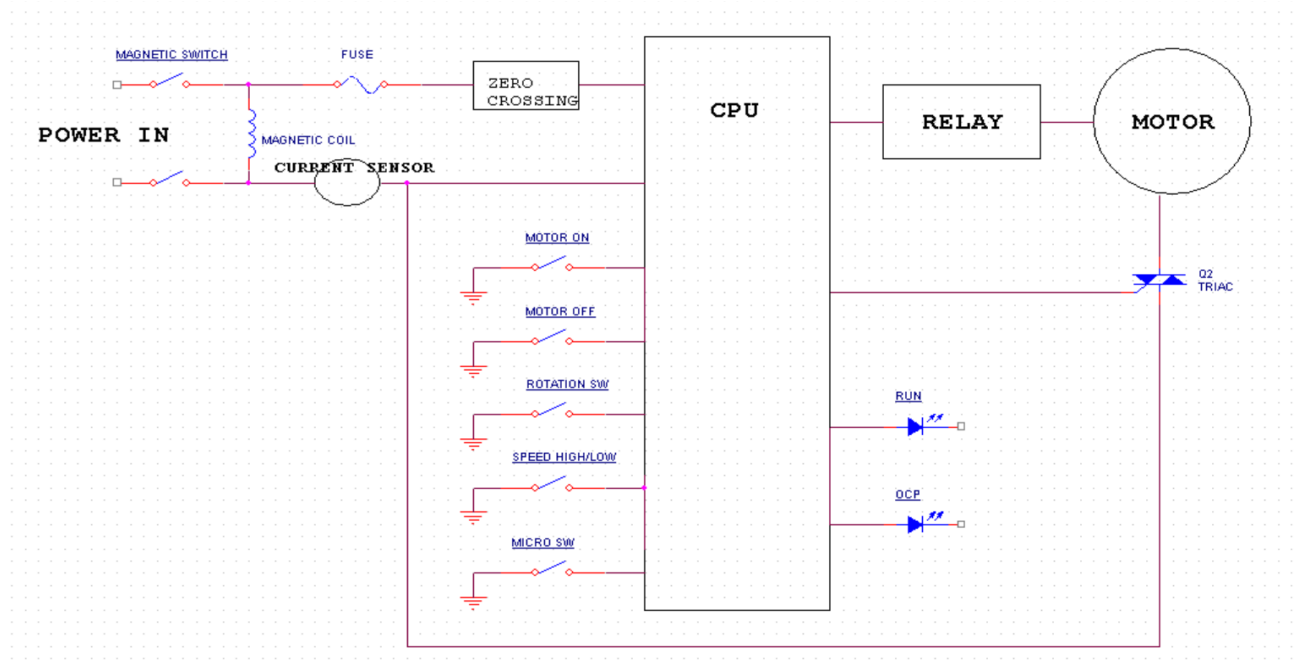 MAGNETIC SWITCH
FUSE
ZERO
CROSSING
CPU
RELAY
MOTOR
POWER IN
MAGNETIC COIL
CURRENT SENSOR
MOTOR ON
Q2
TRIAC
MOTOR OFF
ROTATION SW
RUN
SPEED HIGH/LOW
OCP
MICRO SW